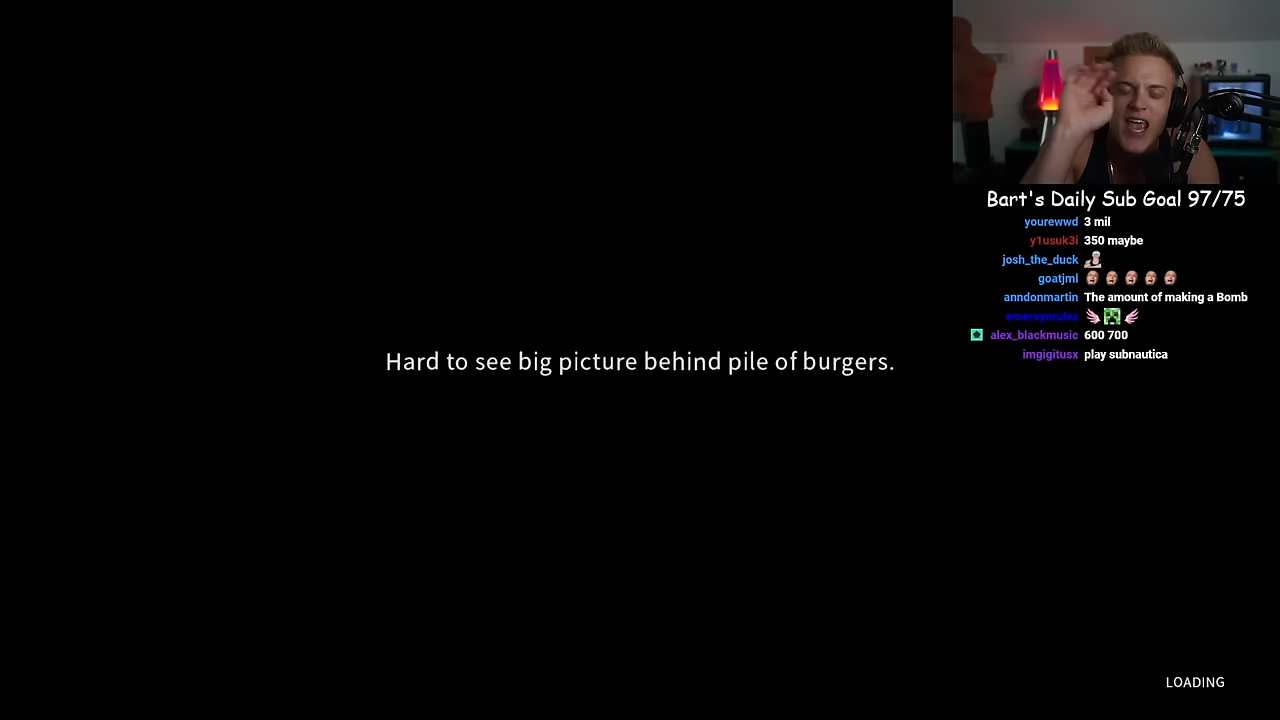 Bart's Daily Sub Goal 97/75
yourewwd 3 mil
y1usuk3i 350 maybe
josh_the_duck
goatjml
anndonmartin The amount of making a Bomb
alex_blackmusic 600 700
imgigitusx play subnautica
Hard to see big picture behind pile of burgers.
LOADING